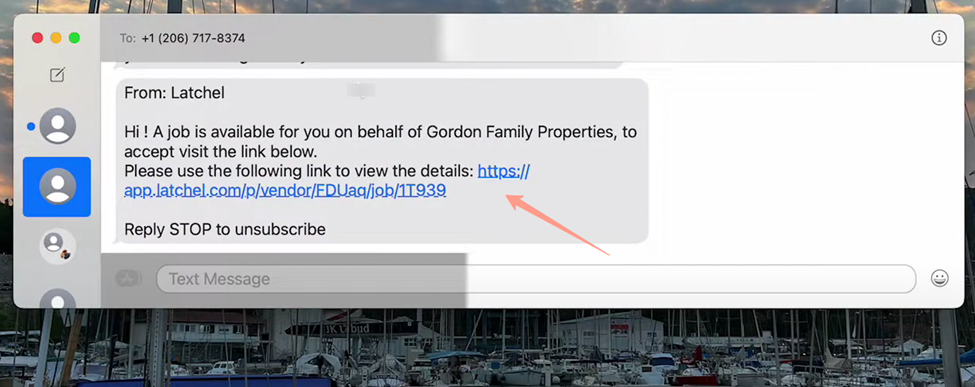 To: +1 (206) 717-8374
From: Latchel
Hi ! A job is available for you on behalf of Gordon Family Properties, to
accept visit the link below.
Please use the following link to view the details: https://
app.latchel.com/p/vendor/FDUaq/job/1T939
Reply STOP to unsubscribe
Text Message